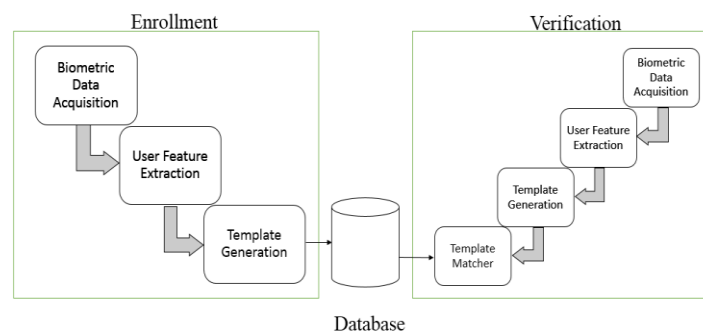 Enrollment
Biometric
Data
Acquisition
User Feature
Extraction
Template
Generation
Verification
Biometric
Data
Acquisition
User Feature
Extraction
Template
Generation
Template
Matcher
Database